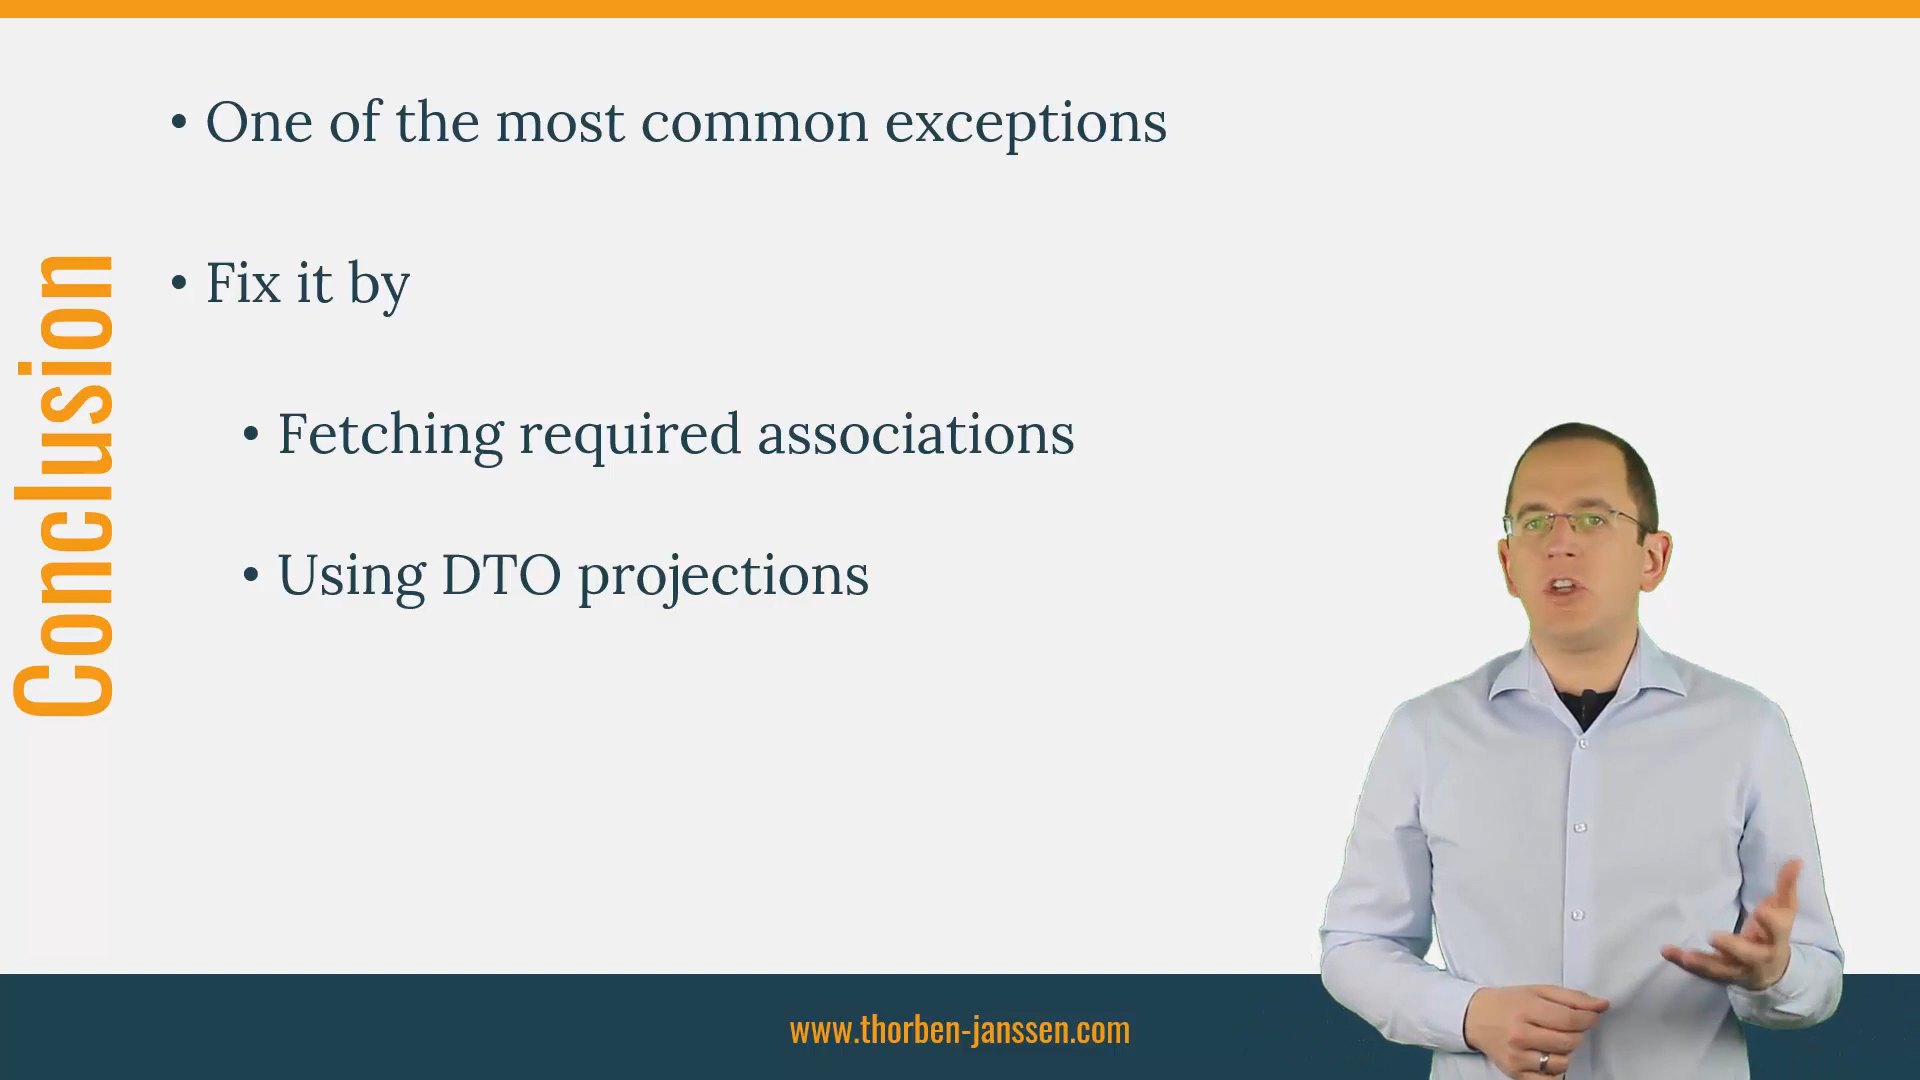 Conclusion
• One of the most common exceptions
• Fix it by
• Fetching required associations
• Using DTO projections
www.thorben-janssen.com